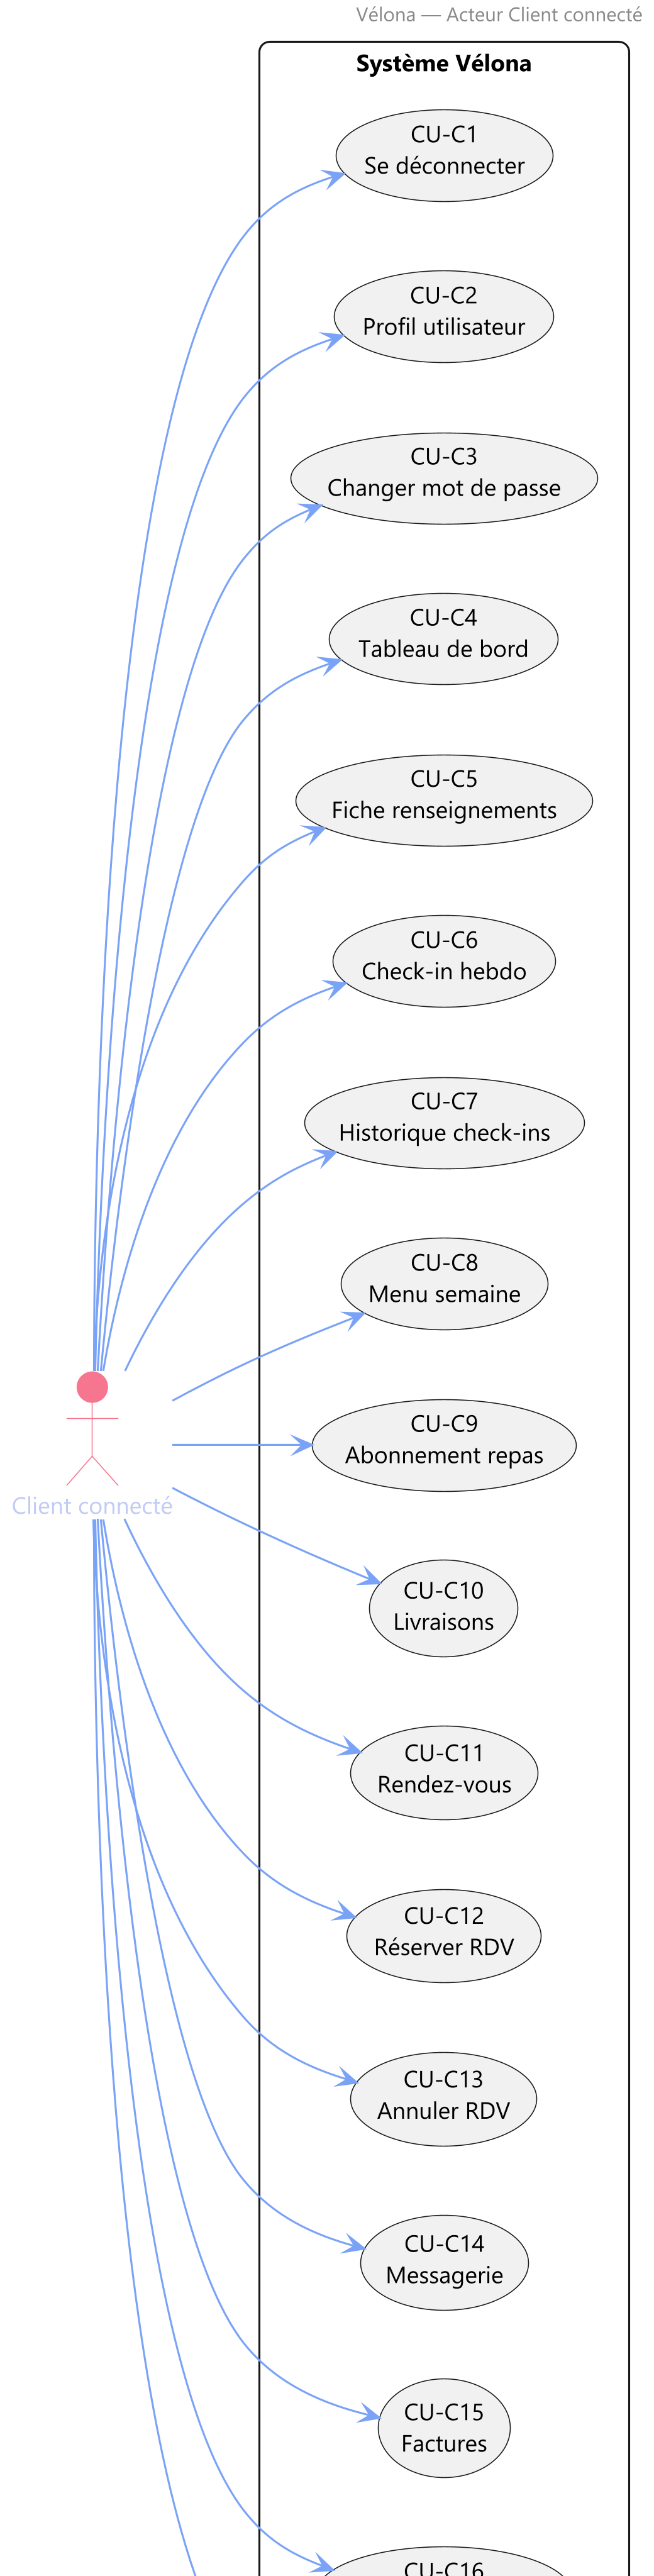 Vélona — Acteur Client connecté
Système Vélona
CU-C1
Se déconnecter
CU-C2
Profil utilisateur
CU-C3
Changer mot de passe
CU-C4
Tableau de bord
CU-C5
Fiche renseignements
CU-C6
Check-in hebdo
CU-C7
Historique check-ins
CU-C8
Menu semaine
CU-C9
Abonnement repas
Client connecté
CU-C10
Livraisons
CU-C11
Rendez-vous
CU-C12
Réserver RDV
CU-C13
Annuler RDV
CU-C14
Messagerie
CU-C15
Factures
CU-C16